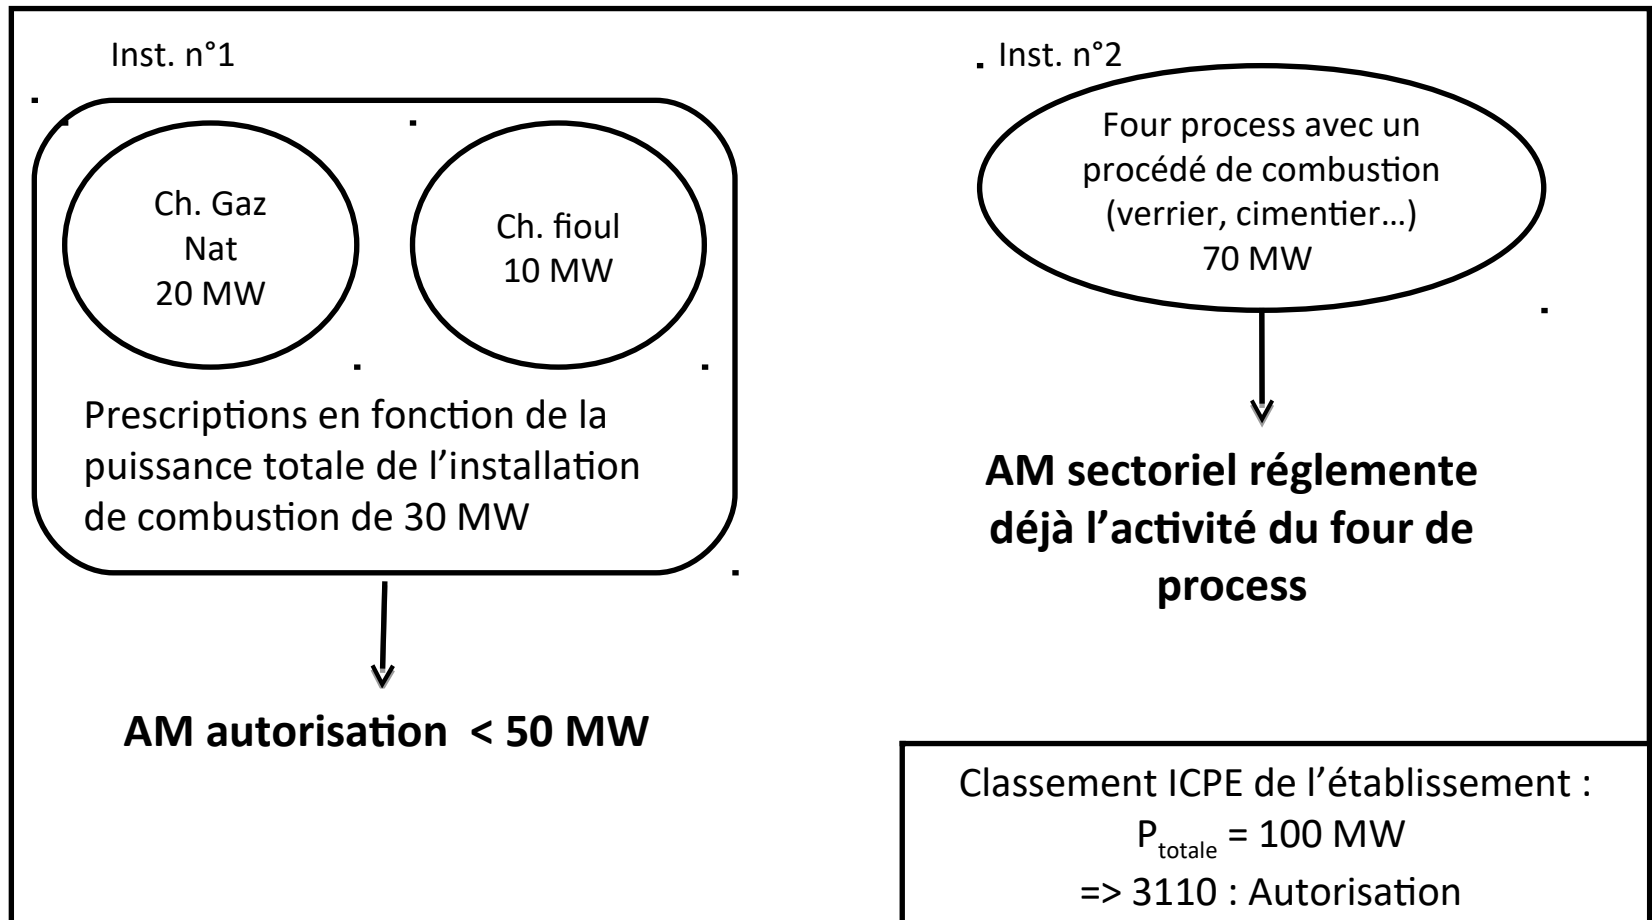 Inst. n°1
Ch. Gaz
Nat
20 MW
Ch. fioul
10 MW
Prescriptions en fonction de la
puissance totale de l’installation
de combustion de 30 MW
AM autorisation < 50 MW
Inst. n°2
Four process avec un
procédé de combustion
(verrier, cimentier…)
70 MW
AM sectoriel réglemente
déjà l’activité du four de
process
Classement ICPE de l’établissement :
Ptotale = 100 MW
=> 3110 : Autorisation